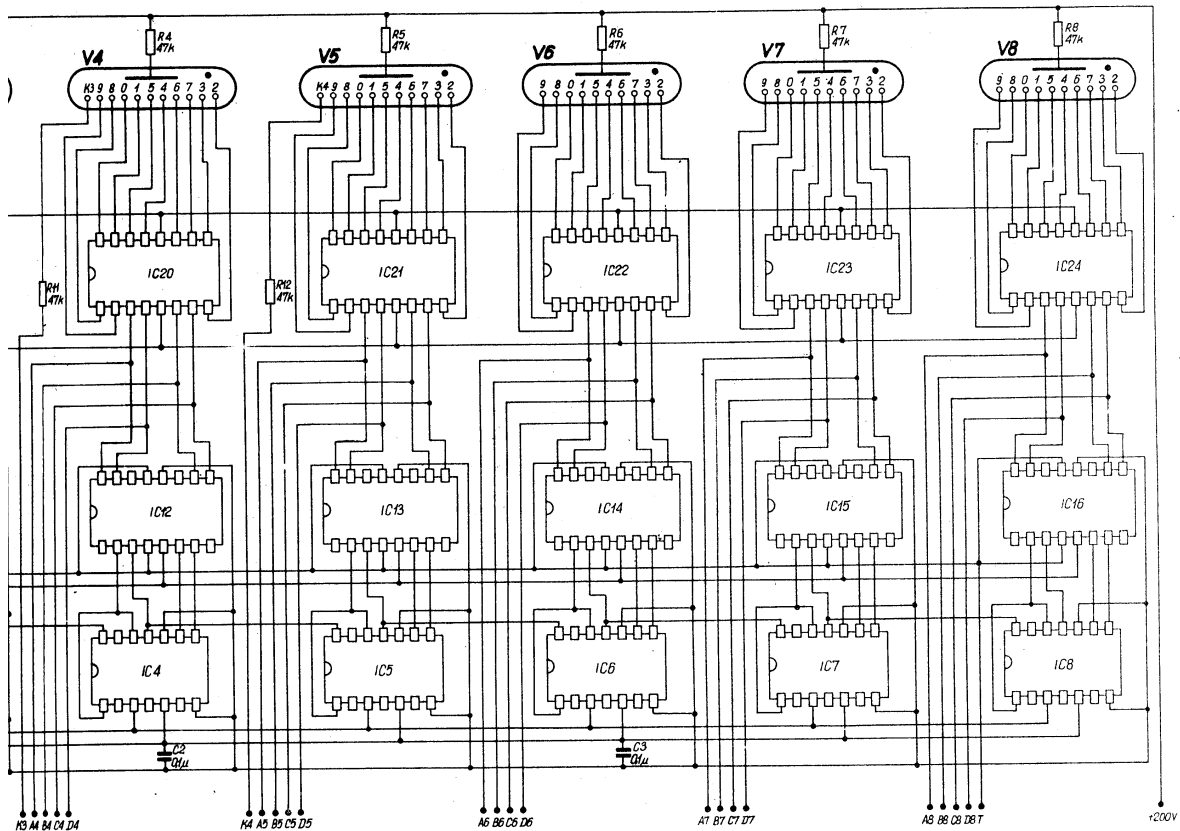 R4 47k
R5 47k
R6 47k
R7 47k
R8 47k
V4
V5
V6
V7
V8
K3 9 8 0 1 5 4 6 7 3 2
K4 9 8 0 1 5 4 6 7 3 2
9 8 0 1 5 4 6 7 3 2
9 8 0 1 5 4 6 7 3 2
9 8 0 1 5 4 6 7 3 2
IC20
IC21
IC22
IC23
IC24
R11 47k
R12 47k
IC12
IC13
IC14
IC15
IC16
IC4
IC5
IC6
IC7
IC8
C2 0,1µ
C3 0,1µ
K3 A4 B4 C4 D4
K4 A5 B5 C5 D5
A6 B6 C6 D6
A7 B7 C7 D7
A8 B8 C8 D8 T
+200V